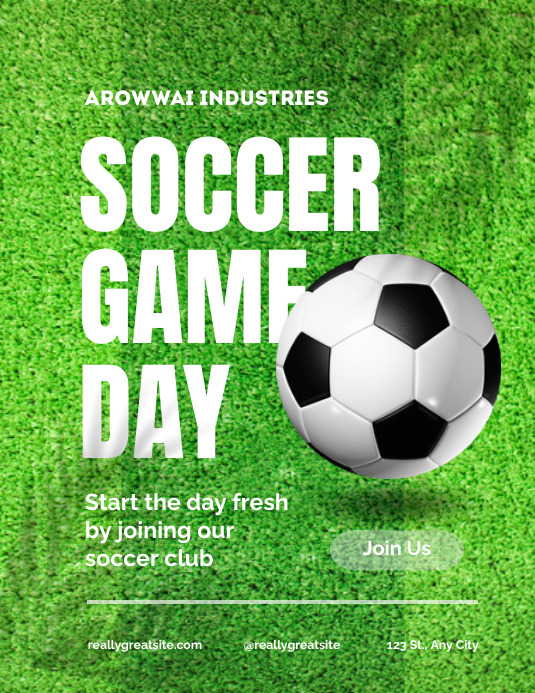 AROWWAI INDUSTRIES
SOCCER
GAME
DAY
Start the day fresh
by joining our
soccer club
Join Us
reallygreatsite.com @reallygreatsite 123 St., Any City